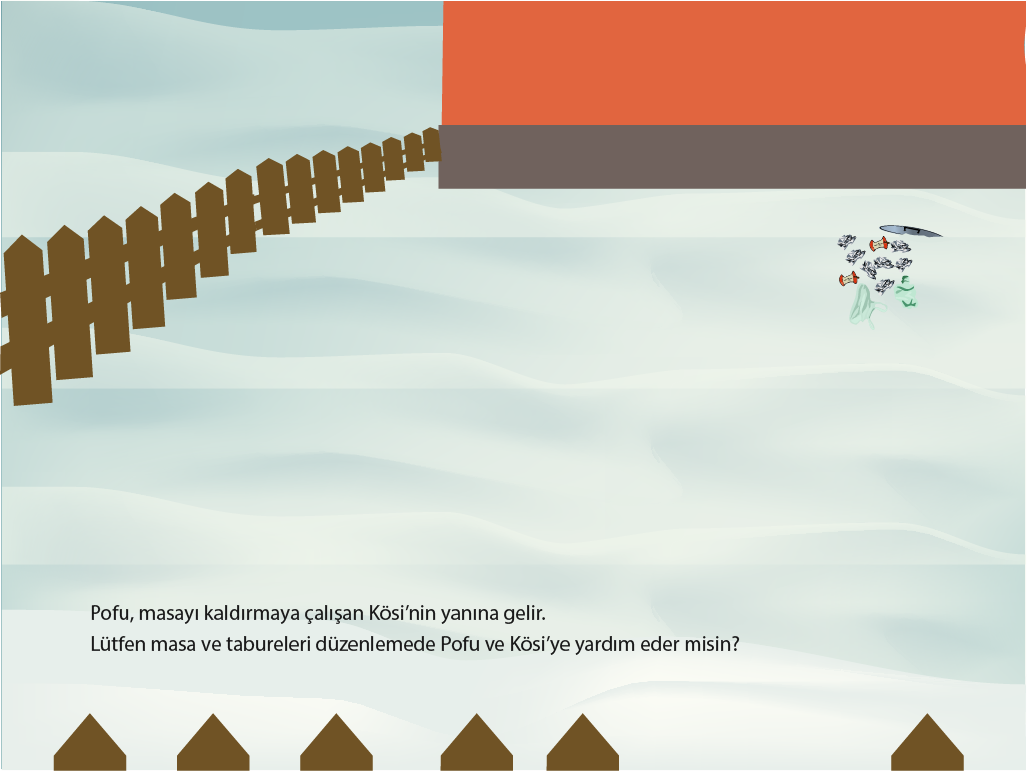 Pofu, masayı kaldırmaya çalışan Kösi’nin yanına gelir.
Lütfen masa ve tabureleri düzenlemede Pofu ve Kösi’ye yardım eder misin?